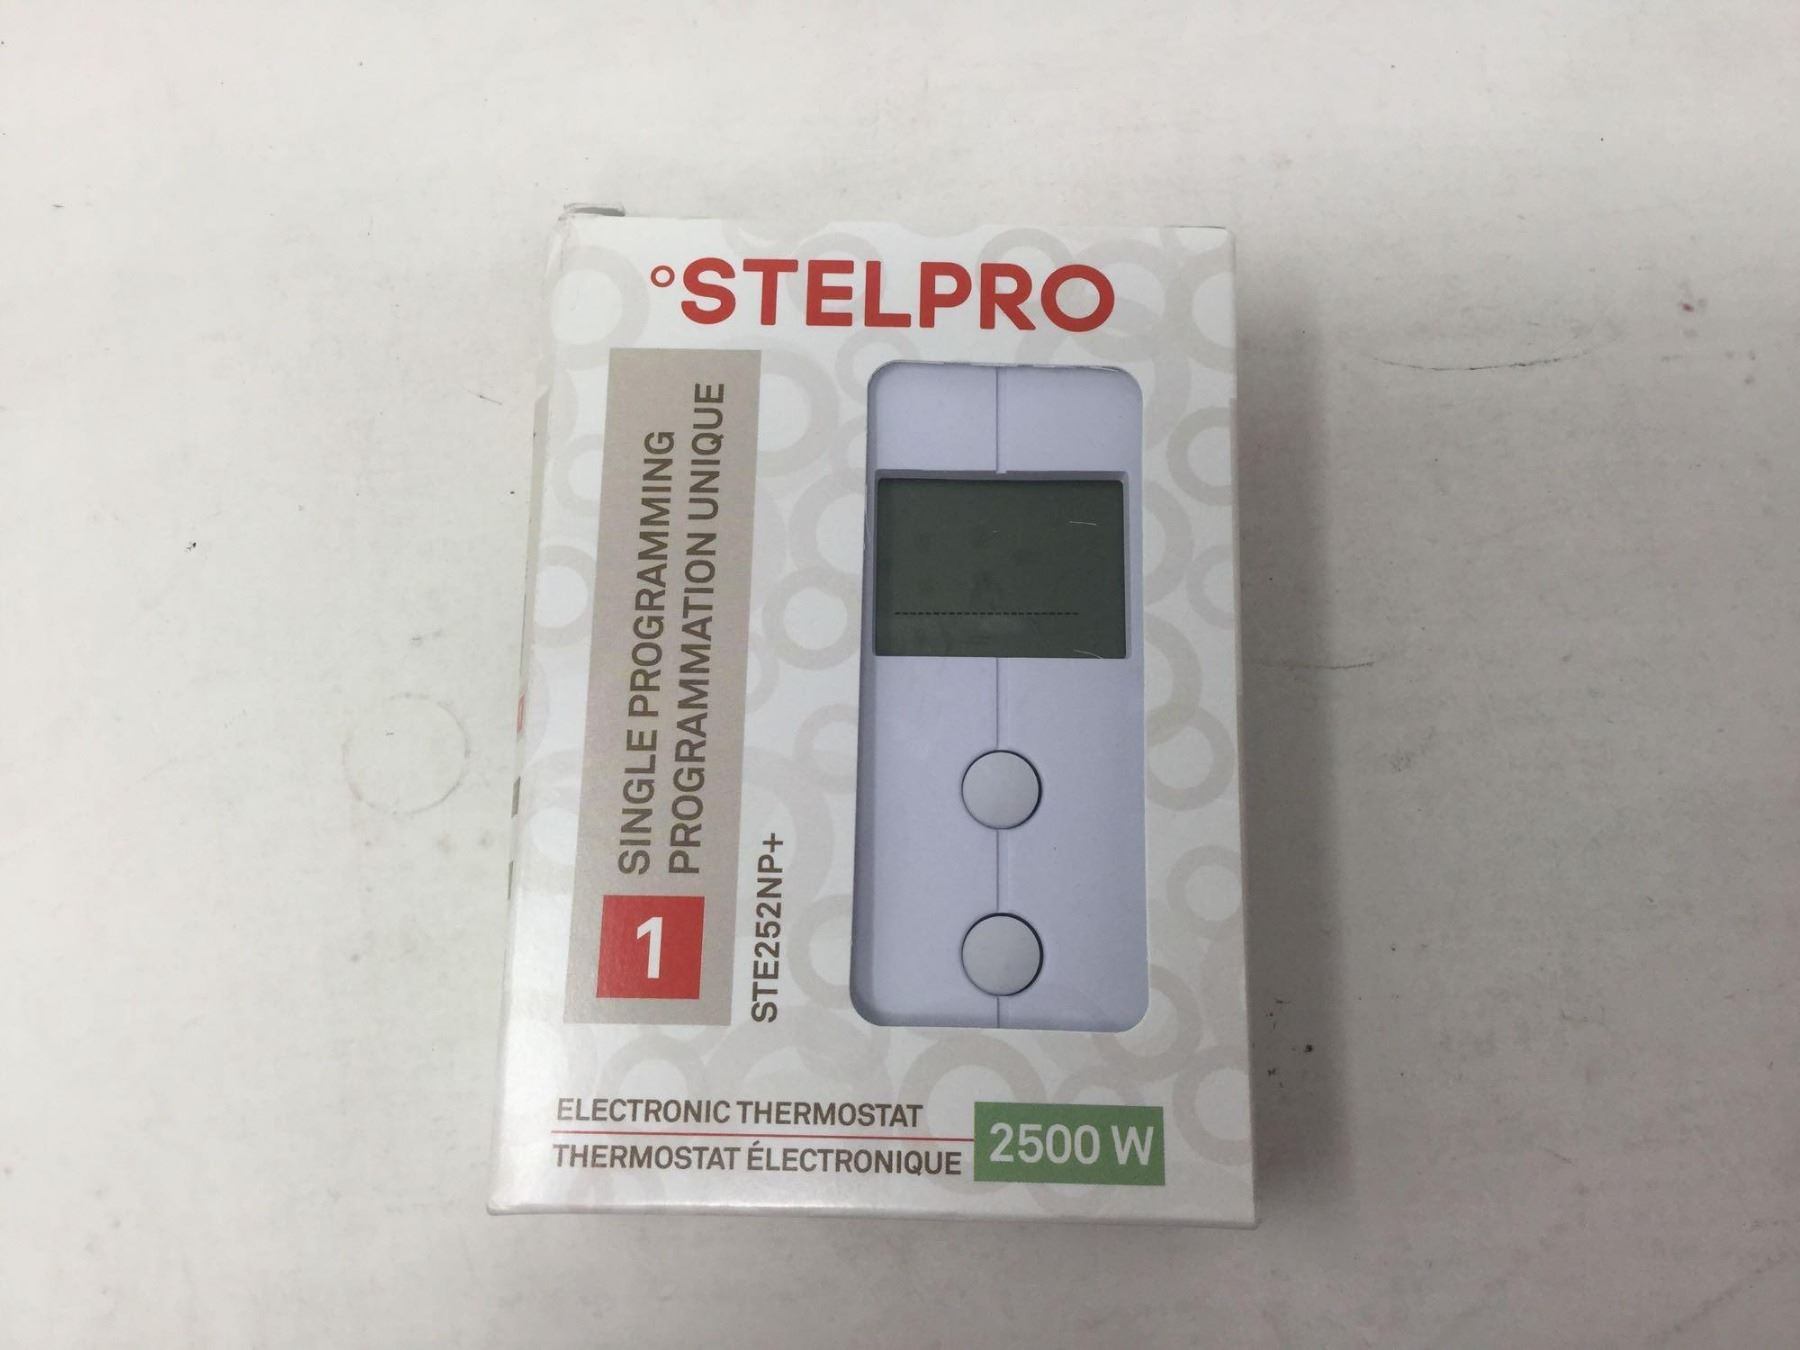 °STELPRO
SINGLE PROGRAMMING
PROGRAMMATION UNIQUE
1
STE252NP+
ELECTRONIC THERMOSTAT
THERMOSTAT ÉLECTRONIQUE
2500 W